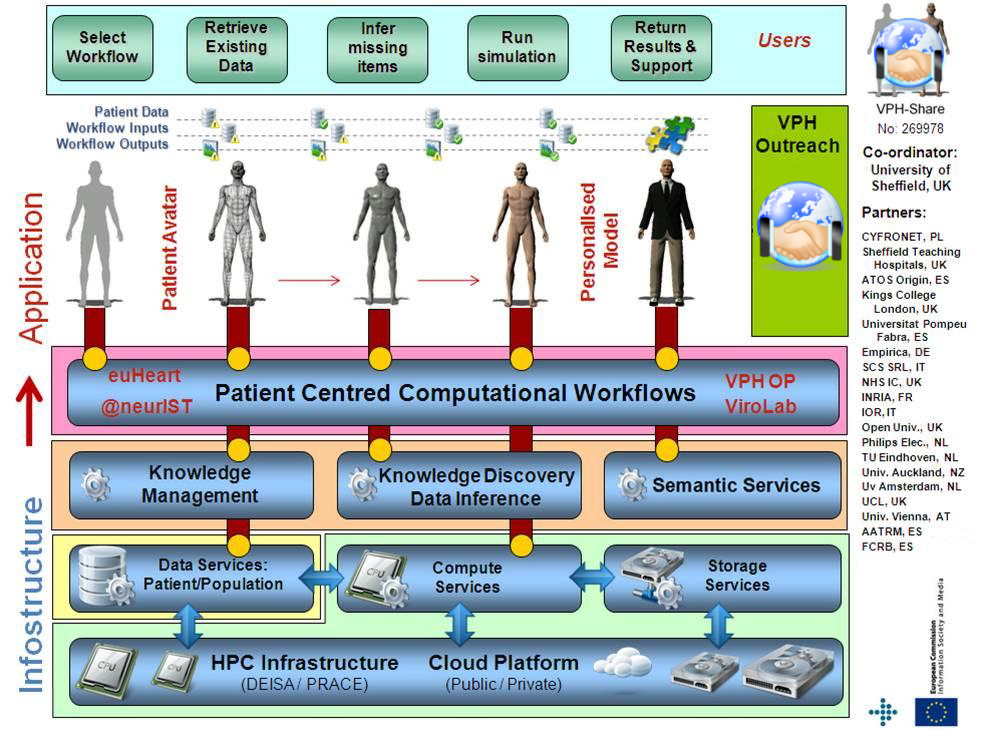 Select
Workflow
Retrieve
Existing
Data
Infer
missing
items
Run
simulation
Return
Results &
Support
Users
VPH-Share
No: 269978
Patient Data
Workflow Inputs
Workflow Outputs
VPH
Outreach
Co-ordinator:
University of
Sheffield, UK
Partners:
CYFRONET, PL
Sheffield Teaching
Hospitals, UK
ATOS Origin, ES
Kings College
London, UK
Universitat Pompeu
Fabra, ES
Empirica, DE
SCS SRL, IT
NHS IC, UK
INRIA, FR
IOR, IT
Open Univ., UK
Philips Elec., NL
TU Eindhoven, NL
Univ. Auckland, NZ
Uv Amsterdam, NL
UCL, UK
Univ. Vienna, AT
AATRM, ES
FCRB, ES
Application
Patient Avatar
Personalised
Model
euHeart
@neurIST
Patient Centred Computational Workflows
VPH OP
ViroLab
Knowledge
Management
Knowledge Discovery
Data Inference
Semantic Services
Infostructure
Data Services:
Patient/Population
CPU
Compute
Services
Storage
Services
CPU
CPU
HPC Infrastructure
(DEISA / PRACE)
Cloud Platform
(Public / Private)
European Commission
Information Society and Media